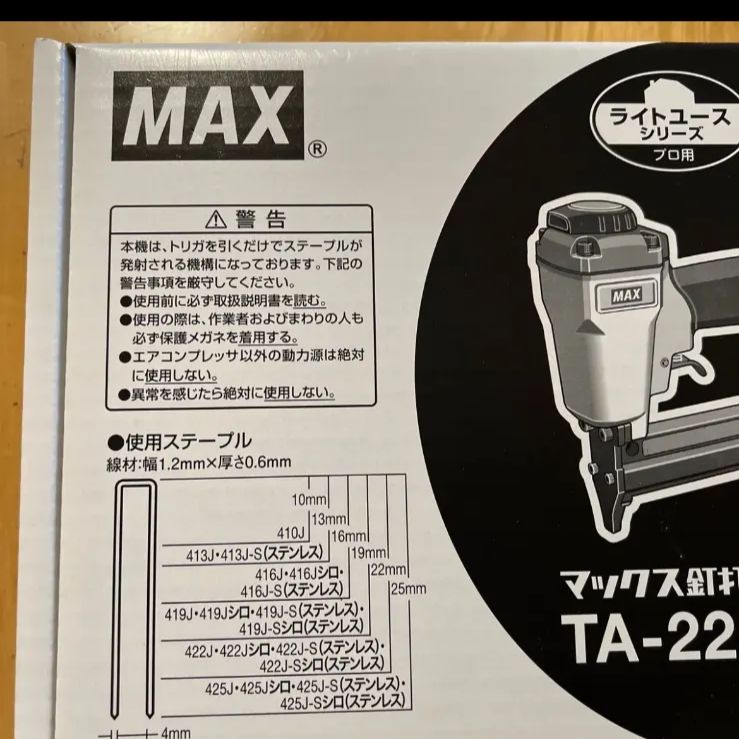 MAX®
ライトユース
シリーズ
プロ用
⚠警告
本機は、トリガを引くだけでステープルが
発射される機構になっております。下記の
警告事項を厳守してください。
●使用前に必ず取扱説明書を読む。
●使用の際は、作業者およびまわりの人も
必ず保護メガネを着用する。
●エアコンプレッサ以外の動力源は絶対
に使用しない。
●異常を感じたら絶対に使用しない。
MAX
●使用ステープル
線材:幅1.2mm×厚さ0.6mm
10mm
13mm
410J
16mm
413J・413J-S(ステンレス)
19mm
416J・416Jシロ・
22mm
416J-S(ステンレス)
25mm
419J・419Jシロ・419J-S(ステンレス)・
419J-Sシロ(ステンレス)
422J・422Jシロ・422J-S(ステンレス)・
422J-Sシロ(ステンレス)
425J・425Jシロ・425J-S(ステンレス)・
425J-Sシロ(ステンレス)
4mm
マックス釘打
TA-22